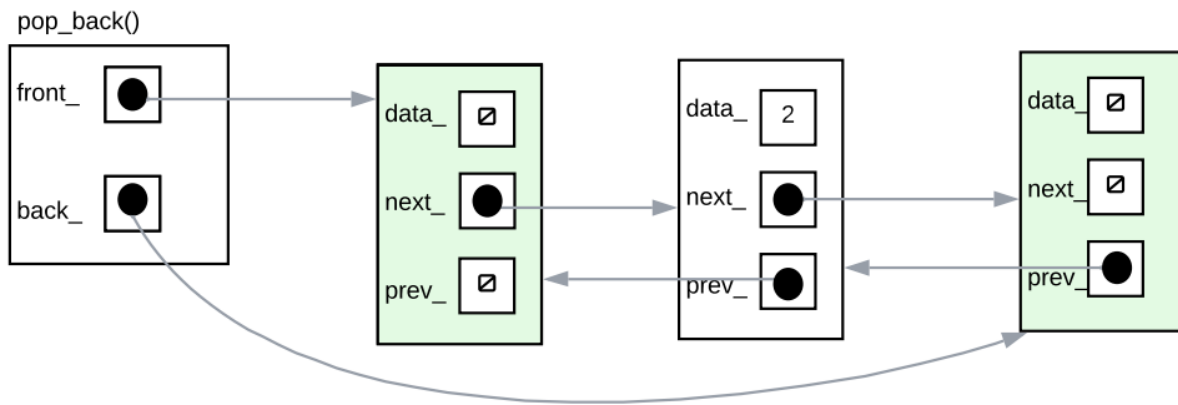 pop_back()
front_
back_
data_
next_
prev_
data_ 2
next_
prev_
data_
next_
prev_